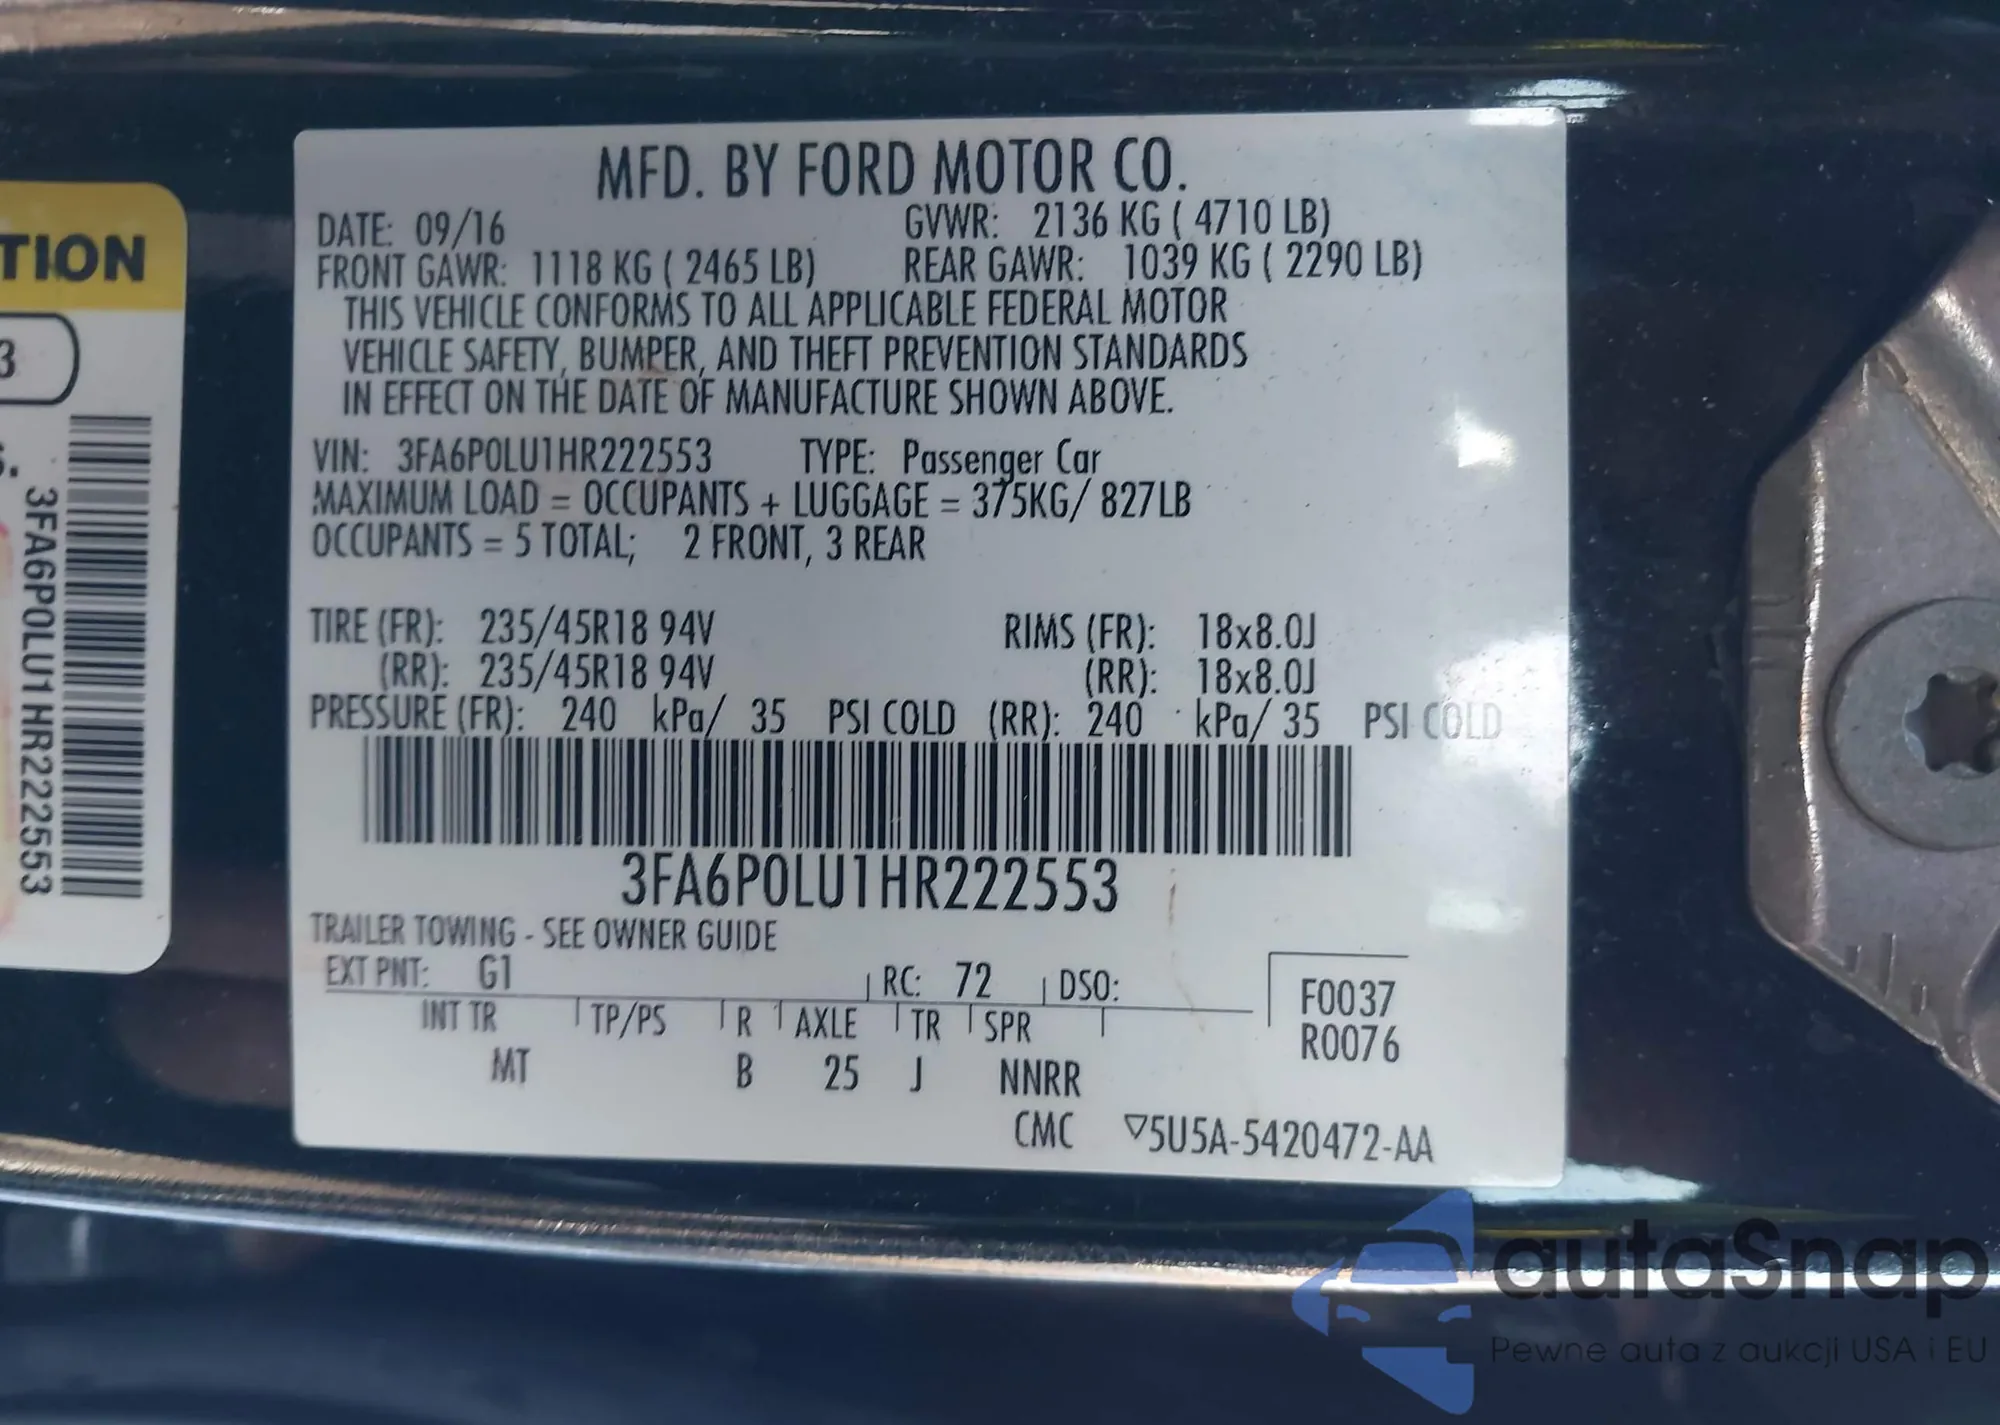 MFD. BY FORD MOTOR CO.
DATE: 09/16 GVWR: 2136 KG ( 4710 LB)
FRONT GAWR: 1118 KG ( 2465 LB) REAR GAWR: 1039 KG ( 2290 LB)
THIS VEHICLE CONFORMS TO ALL APPLICABLE FEDERAL MOTOR
VEHICLE SAFETY, BUMPER, AND THEFT PREVENTION STANDARDS
IN EFFECT ON THE DATE OF MANUFACTURE SHOWN ABOVE.
VIN: 3FA6P0LU1HR222553 TYPE: Passenger Car
MAXIMUM LOAD = OCCUPANTS + LUGGAGE = 375KG/ 827LB
OCCUPANTS = 5 TOTAL; 2 FRONT, 3 REAR
TIRE (FR): 235/45R18 94V RIMS (FR): 18x8.0J
(RR): 235/45R18 94V (RR): 18x8.0J
PRESSURE (FR): 240 kPa/ 35 PSI COLD (RR): 240 kPa/ 35 PSI COLD
3FA6P0LU1HR222553
TRAILER TOWING - SEE OWNER GUIDE
EXT PNT: G1 RC: 72 DSO:
INT TR TP/PS R AXLE TR SPR
MT B 25 J NNRR
F0037
R0076
CMC ▽5U5A-5420472-AA
TION
3
3FA6P0LU1HR222553
autaSnap
Pewne auta z aukcji USA i EU